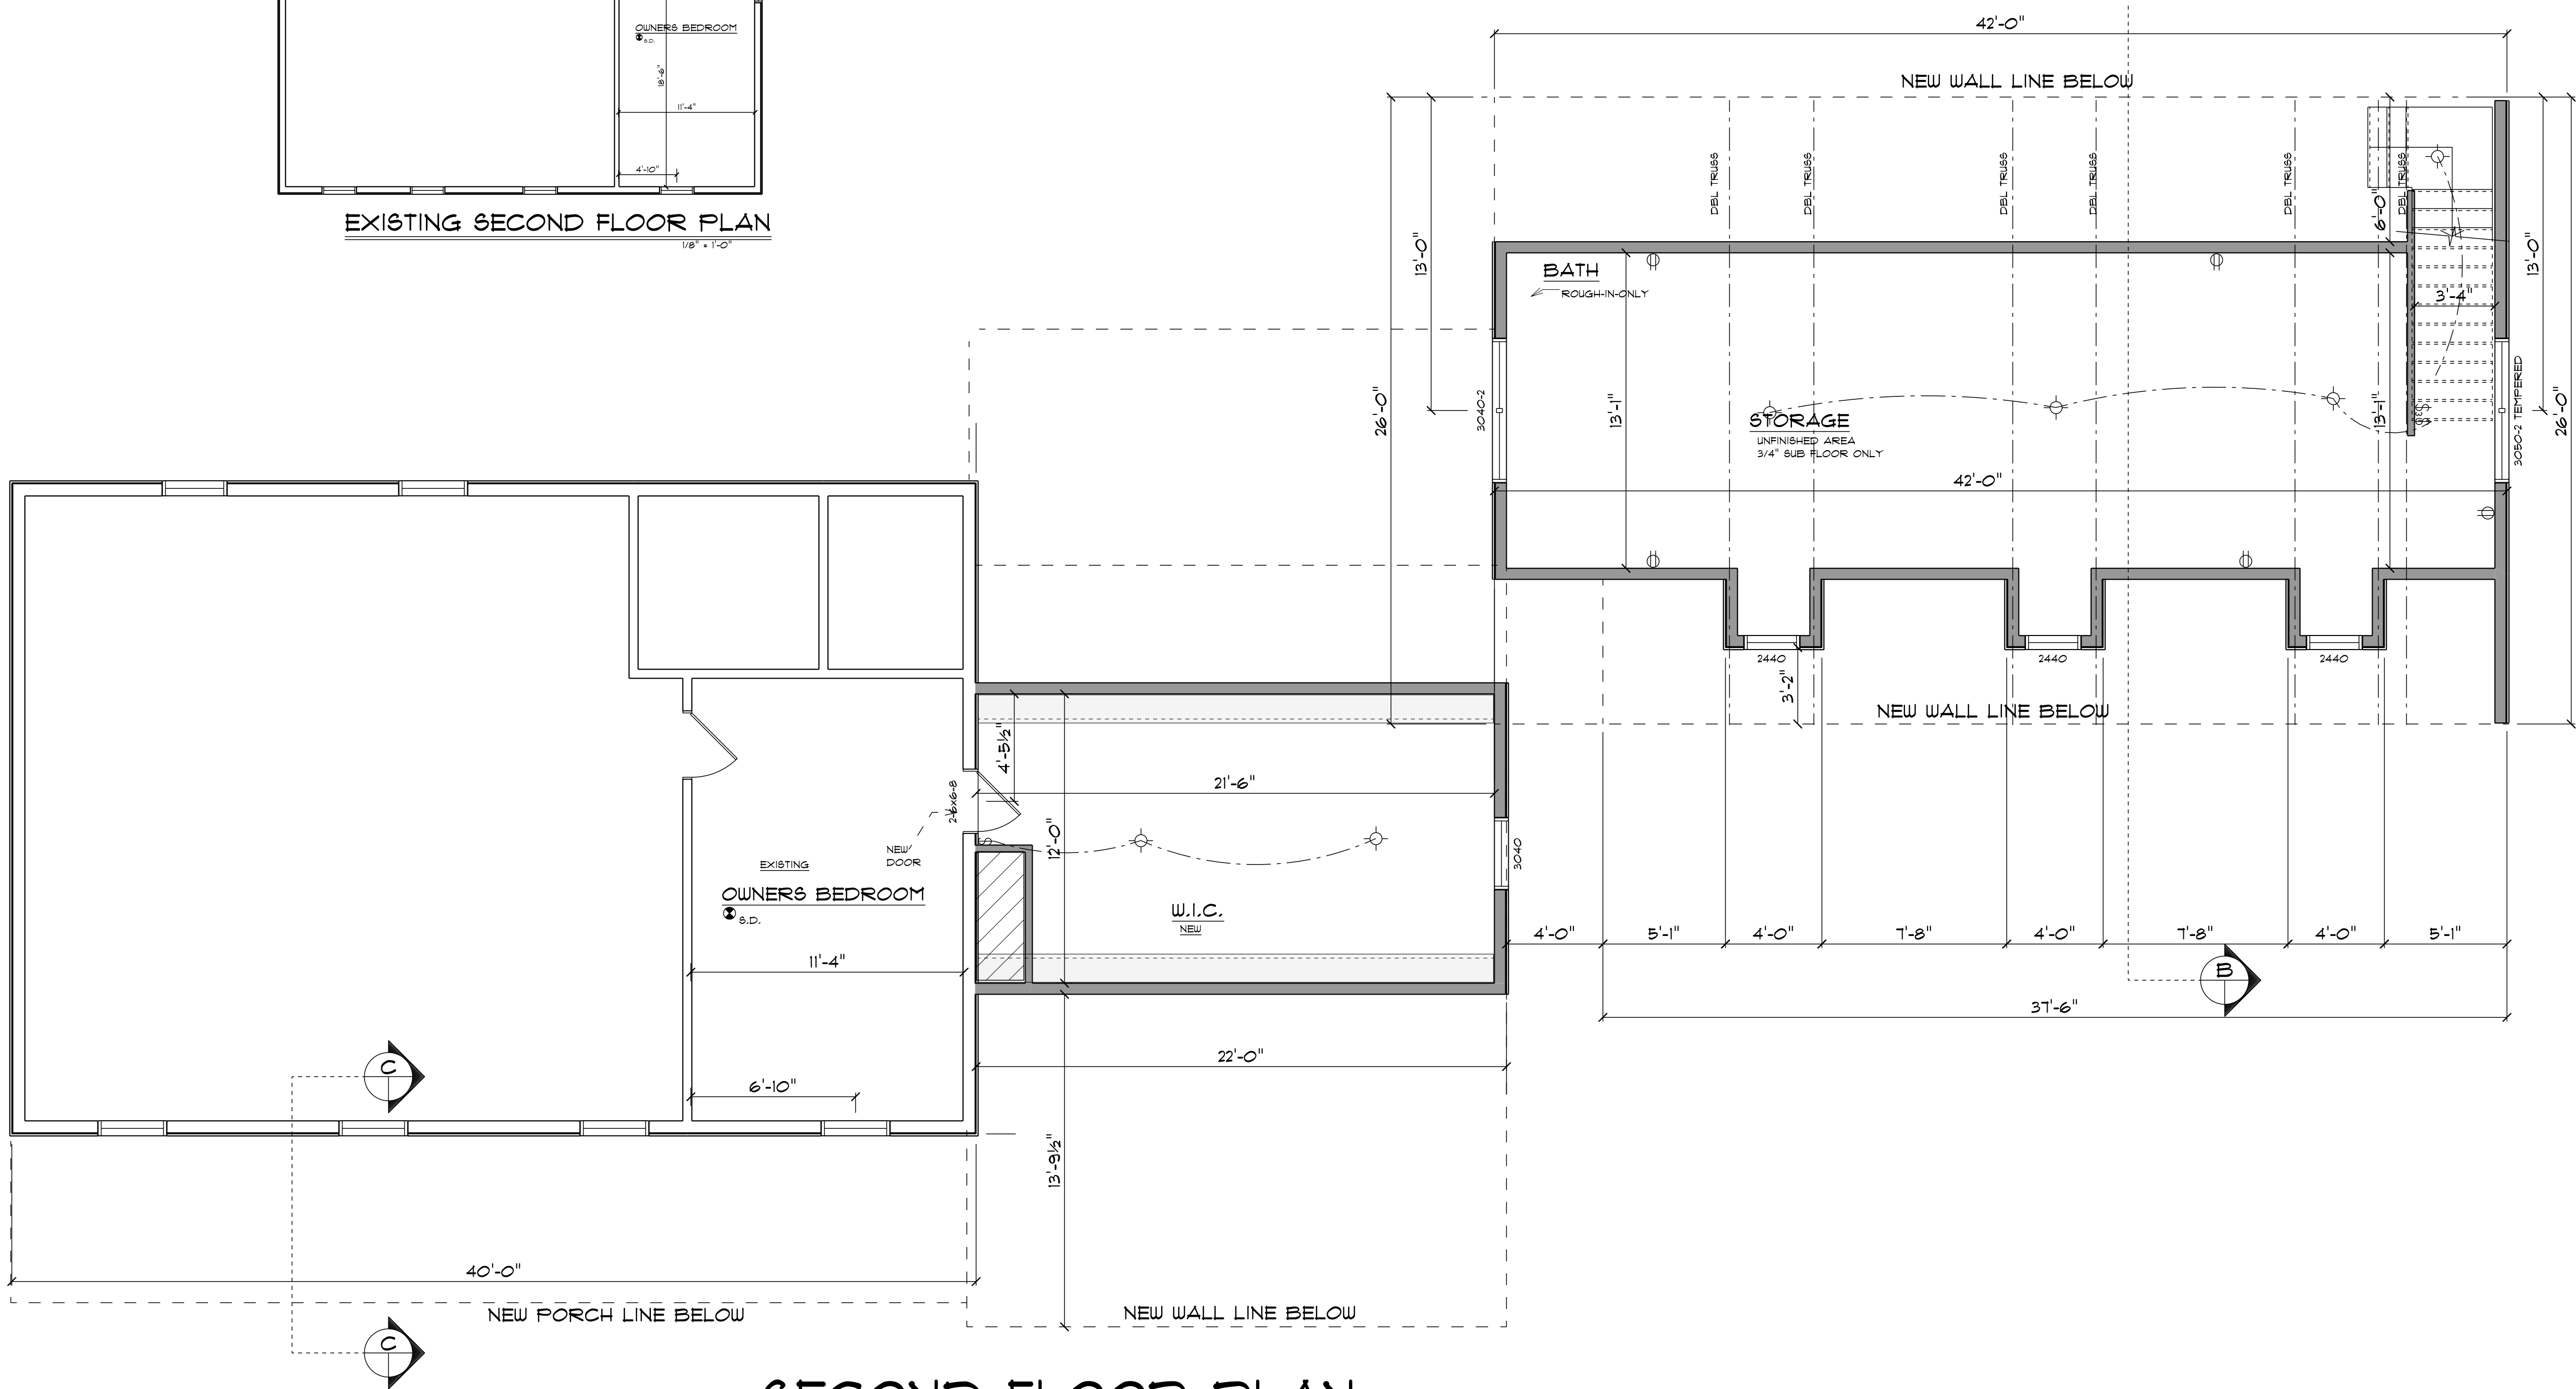 OWNERS BEDROOM
S.D.
18'-6"
11'-4"
4'-10"
EXISTING SECOND FLOOR PLAN
1/8" = 1'-0"
42'-0"
NEW WALL LINE BELOW
DBL TRUSS
DBL TRUSS
DBL TRUSS
DBL TRUSS
DBL TRUSS
DBL TRUSS
6'-0"
13'-0"
13'-0"
26'-0"
26'-0"
BATH
ROUGH-IN-ONLY
3'-4"
3040-2
13'-1"
13'-1"
STORAGE
UNFINISHED AREA
3/4" SUB FLOOR ONLY
3050-2 TEMPERED
42'-0"
2440
2440
2440
3'-2"
NEW WALL LINE BELOW
4'-5½"
21'-6"
2-6x6-8
12'-0"
NEW
DOOR
S
3040
EXISTING
OWNERS BEDROOM
S.D.
W.I.C.
NEW
11'-4"
4'-0"
5'-1"
4'-0"
7'-8"
4'-0"
7'-8"
4'-0"
5'-1"
B
37'-6"
22'-0"
C
6'-10"
13'-9½"
40'-0"
NEW PORCH LINE BELOW
NEW WALL LINE BELOW
C
SECOND FLOOR PLAN